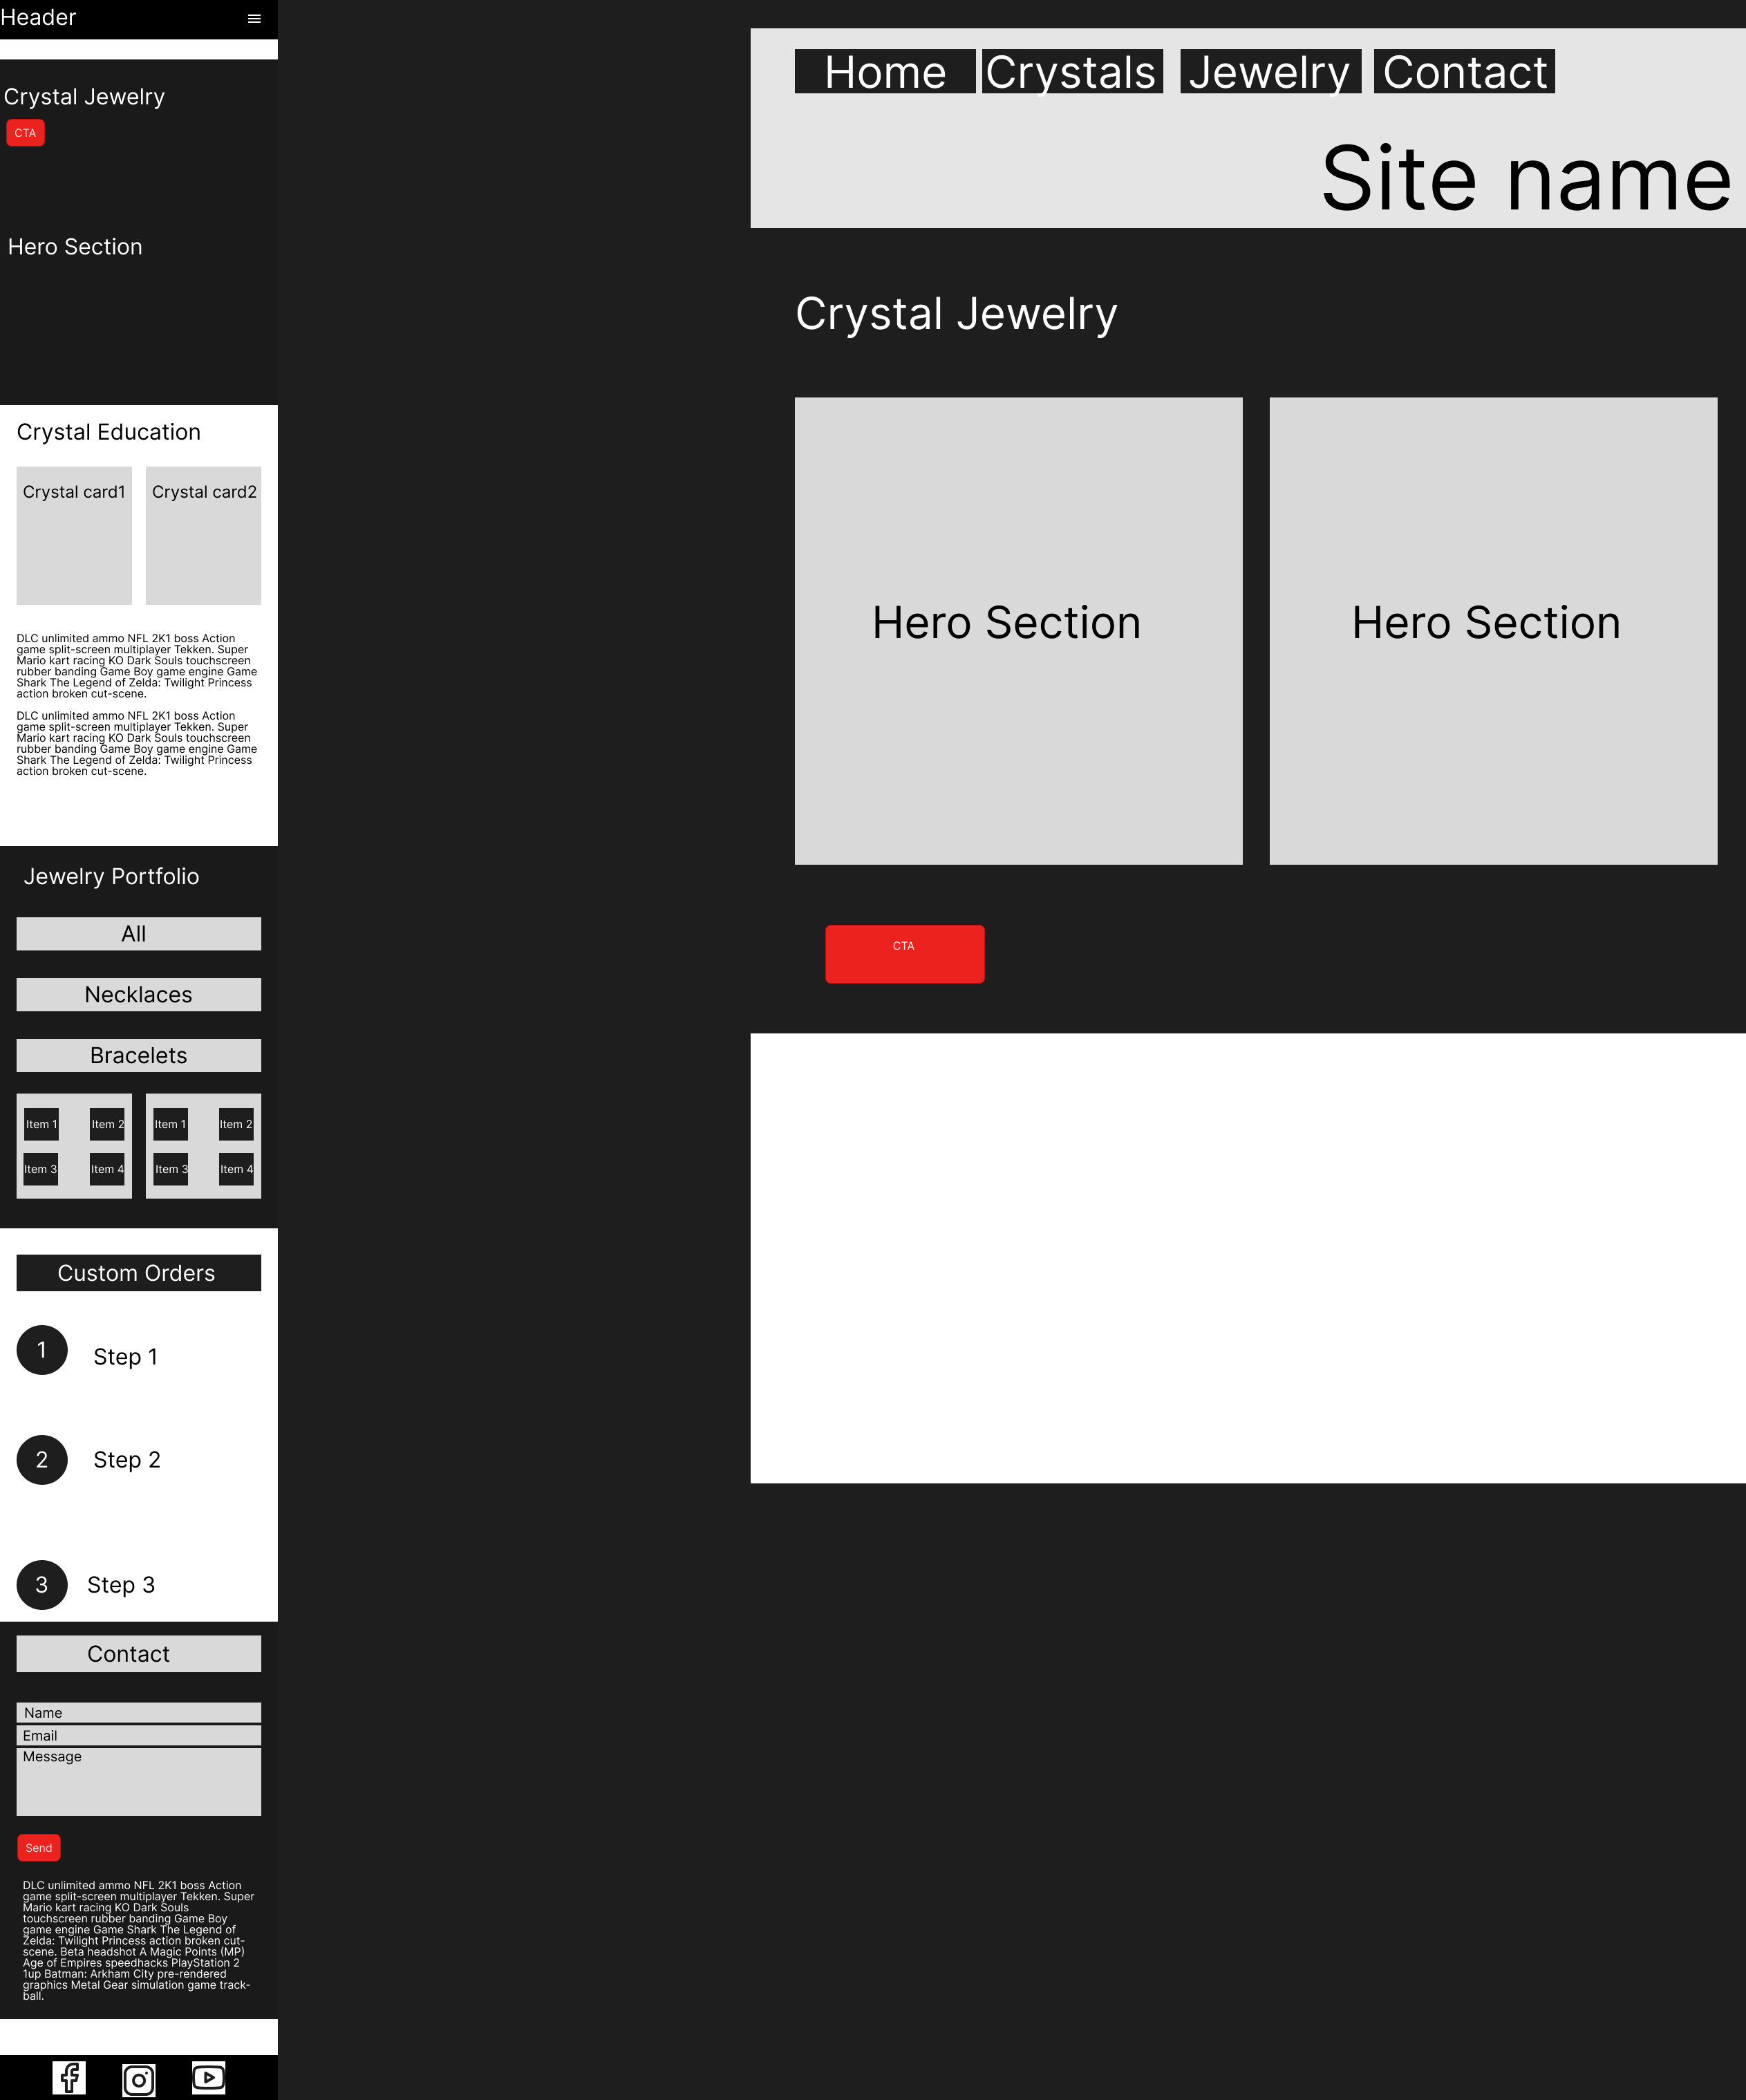 Header
Crystal Jewelry
CTA
Hero Section
Crystal Education
Crystal card1
Crystal card2
DLC unlimited ammo NFL 2K1 boss Action
game split-screen multiplayer Tekken. Super
Mario kart racing KO Dark Souls touchscreen
rubber banding Game Boy game engine Game
Shark The Legend of Zelda: Twilight Princess
action broken cut-scene.
DLC unlimited ammo NFL 2K1 boss Action
game split-screen multiplayer Tekken. Super
Mario kart racing KO Dark Souls touchscreen
rubber banding Game Boy game engine Game
Shark The Legend of Zelda: Twilight Princess
action broken cut-scene.
Jewelry Portfolio
All
Necklaces
Bracelets
Item 1 Item 2 Item 1 Item 2
Item 3 Item 4 Item 3 Item 4
Custom Orders
1 Step 1
2 Step 2
3 Step 3
Contact
Name
Email
Message
Send
DLC unlimited ammo NFL 2K1 boss Action
game split-screen multiplayer Tekken. Super
Mario kart racing KO Dark Souls
touchscreen rubber banding Game Boy
game engine Game Shark The Legend of
Zelda: Twilight Princess action broken cut-
scene. Beta headshot A Magic Points (MP)
Age of Empires speedhacks PlayStation 2
1up Batman: Arkham City pre-rendered
graphics Metal Gear simulation game track-
ball.
Home Crystals Jewelry Contact
Site name
Crystal Jewelry
Hero Section
Hero Section
CTA